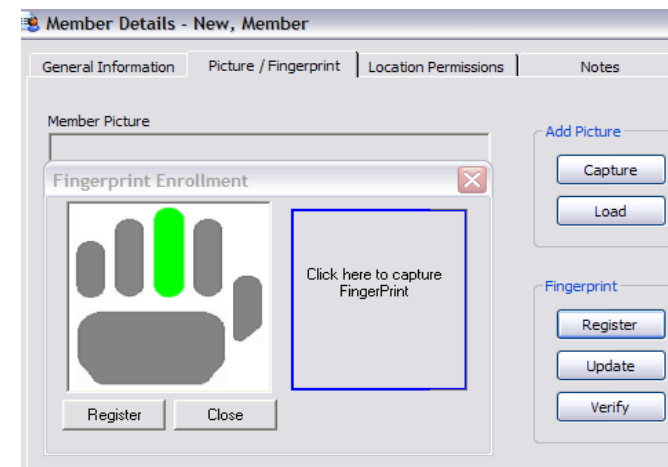 Member Details - New, Member
General Information Picture / Fingerprint Location Permissions Notes
Member Picture
Add Picture
Capture
Load
Fingerprint Enrollment
Click here to capture
FingerPrint
Register Close
Fingerprint
Register
Update
Verify